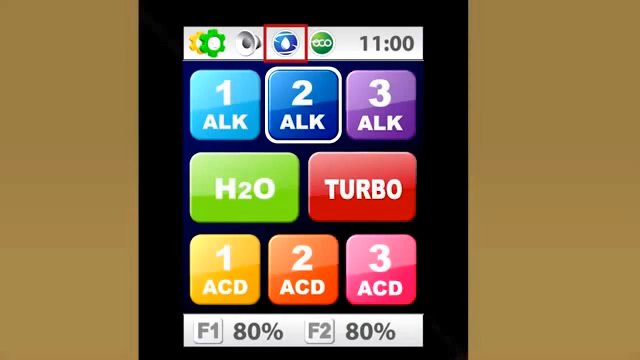 eco 11:00
1 2 3
ALK ALK ALK
H2O TURBO
1 2 3
ACD ACD ACD
F1 80% F2 80%